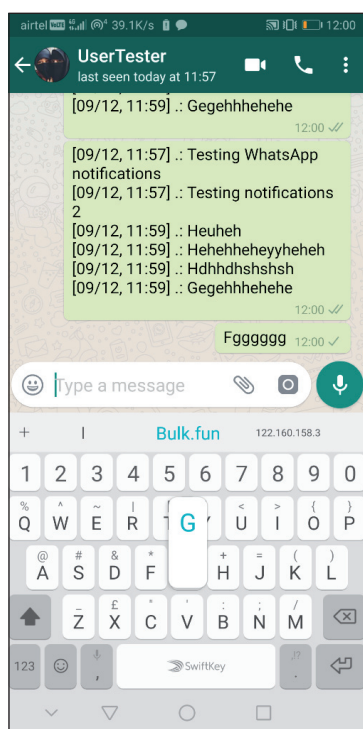 airtel VoLTE 4G 4 39.1K/s 12:00
UserTester
last seen today at 11:57
[09/12, 11:59] .: Gegehhhehehe
12:00
[09/12, 11:57] .: Testing WhatsApp
notifications
[09/12, 11:57] .: Testing notifications
2
[09/12, 11:59] .: Heuheh
[09/12, 11:59] .: Hehehheheyyheheh
[09/12, 11:59] .: Hdhhdhshshsh
[09/12, 11:59] .: Gegehhhehehe
12:00
Fgggggg 12:00
Type a message
+ I Bulk.fun 122.160.158.3
1 2 3 4 5 6 7 8 9 0
% ^ ~ | < > { }
Q W E R G U I O P
@ # & * + = ( )
A S D F H J K L
_ £ " ' : ; /
Z X C V B N M
123 , SwiftKey !? .